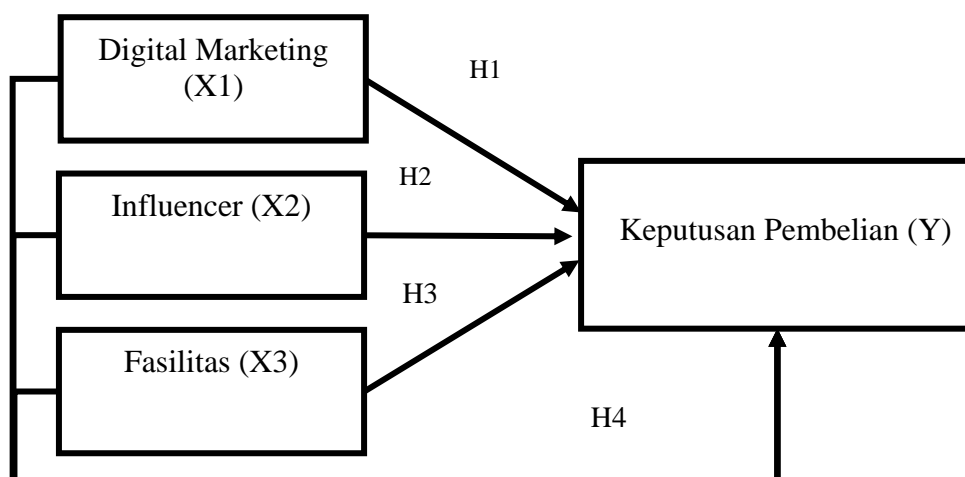 Digital Marketing
(X1)
H1
H2
Influencer (X2)
Keputusan Pembelian (Y)
H3
Fasilitas (X3)
H4